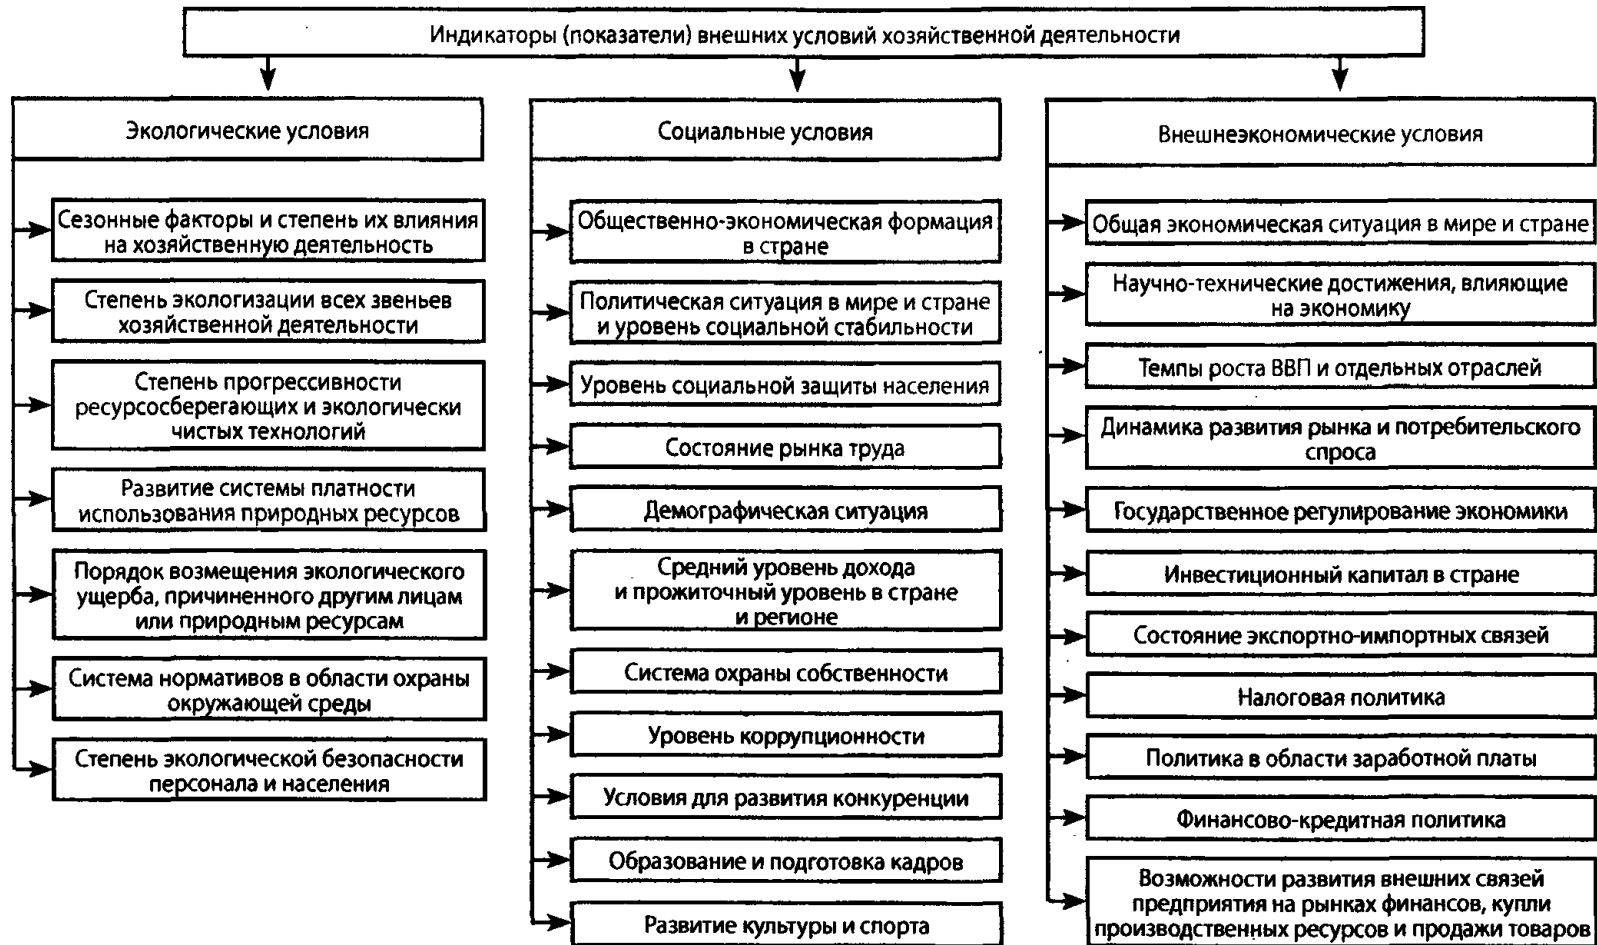 Индикаторы (показатели) внешних условий хозяйственной деятельности
Экологические условия
Сезонные факторы и степень их влияния
на хозяйственную деятельность
Степень экологизации всех звеньев
хозяйственной деятельности
Степень прогрессивности
ресурсосберегающих и экологически
чистых технологий
Развитие системы платности
использования природных ресурсов
Порядок возмещения экологического
ущерба, причиненного другим лицам
или природным ресурсам
Система нормативов в области охраны
окружающей среды
Степень экологической безопасности
персонала и населения
Социальные условия
Общественно-экономическая формация
в стране
Политическая ситуация в мире и стране
и уровень социальной стабильности
Уровень социальной защиты населения
Состояние рынка труда
Демографическая ситуация
Средний уровень дохода
и прожиточный уровень в стране
и регионе
Система охраны собственности
Уровень коррупционности
Условия для развития конкуренции
Образование и подготовка кадров
Развитие культуры и спорта
Внешнеэкономические условия
Общая экономическая ситуация в мире и стране
Научно-технические достижения, влияющие
на экономику
Темпы роста ВВП и отдельных отраслей
Динамика развития рынка и потребительского
спроса
Государственное регулирование экономики
Инвестиционный капитал в стране
Состояние экспортно-импортных связей
Налоговая политика
Политика в области заработной платы
Финансово-кредитная политика
Возможности развития внешних связей
предприятия на рынках финансов, купли
производственных ресурсов и продажи товаров